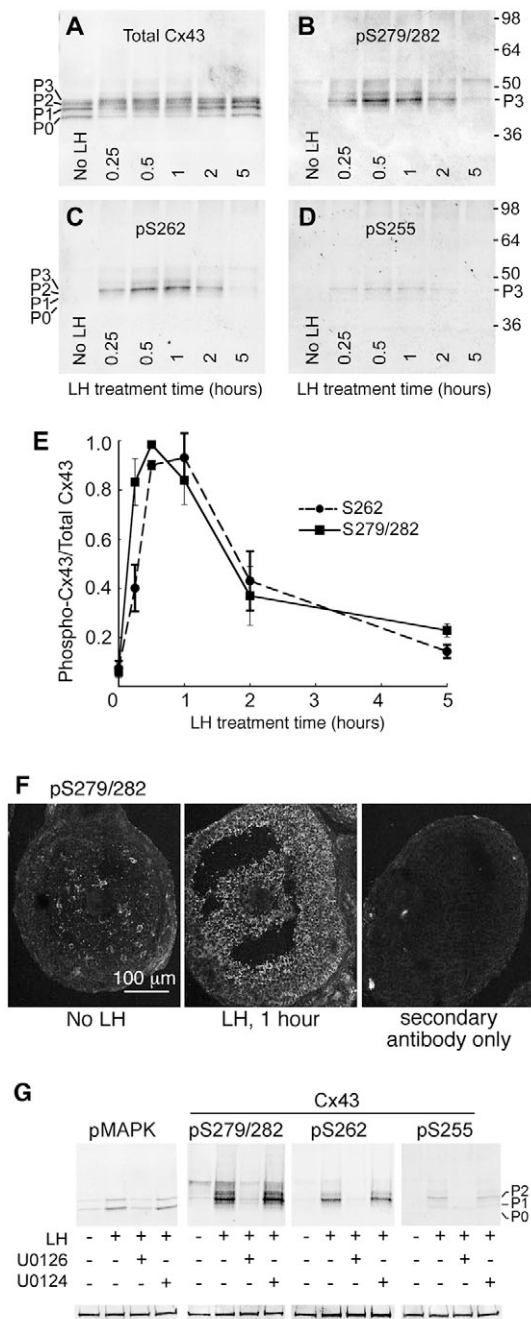 A
Total Cx43
P3
P2
P1
P0
No LH
0.25
0.5
1
2
5
B
pS279/282
98
64
50
P3
36
No LH
0.25
0.5
1
2
5
C
pS262
P3
P2
P1
P0
No LH
0.25
0.5
1
2
5
LH treatment time (hours)
D
pS255
98
64
50
P3
36
No LH
0.25
0.5
1
2
5
LH treatment time (hours)
E
Phospho-Cx43/Total Cx43
1.0
0.8
0.6
0.4
0.2
S262
S279/282
0 1 2 3 4 5
LH treatment time (hours)
F
pS279/282
100 µm
No LH
LH, 1 hour
secondary
antibody only
G
Cx43
pMAPK pS279/282 pS262 pS255
P2
P1
P0
LH - + + + - + + + - + + + - + + +
U0126 - - + - - - + - - - + - - - + -
U0124 - - - + - - - + - - - + - - - +